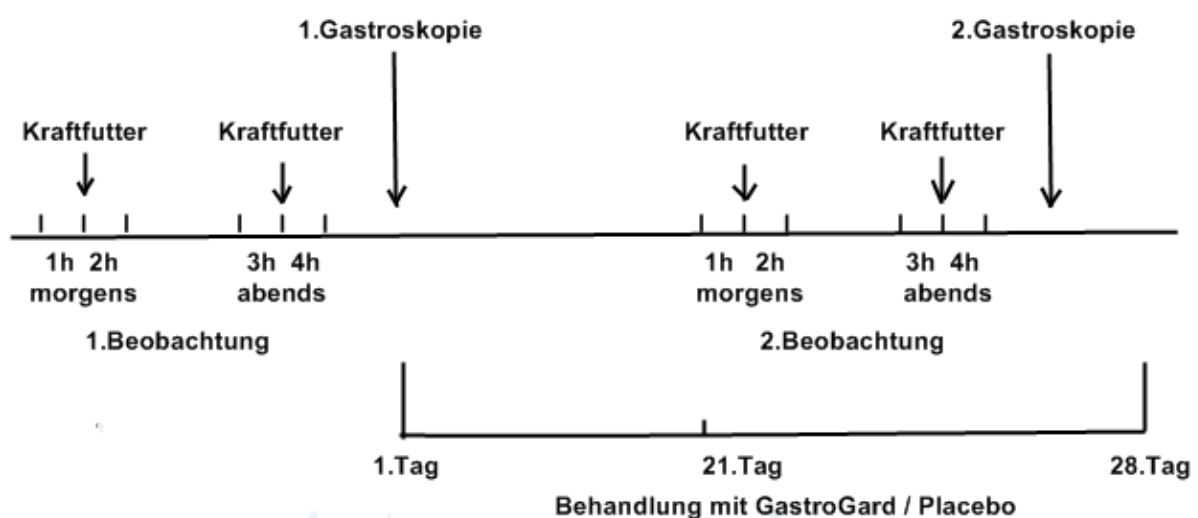 1.Gastroskopie 2.Gastroskopie
Kraftfutter Kraftfutter Kraftfutter Kraftfutter
1h 2h 3h 4h 1h 2h 3h 4h
morgens abends morgens abends
1.Beobachtung 2.Beobachtung
1.Tag 21.Tag 28.Tag
Behandlung mit GastroGard / Placebo